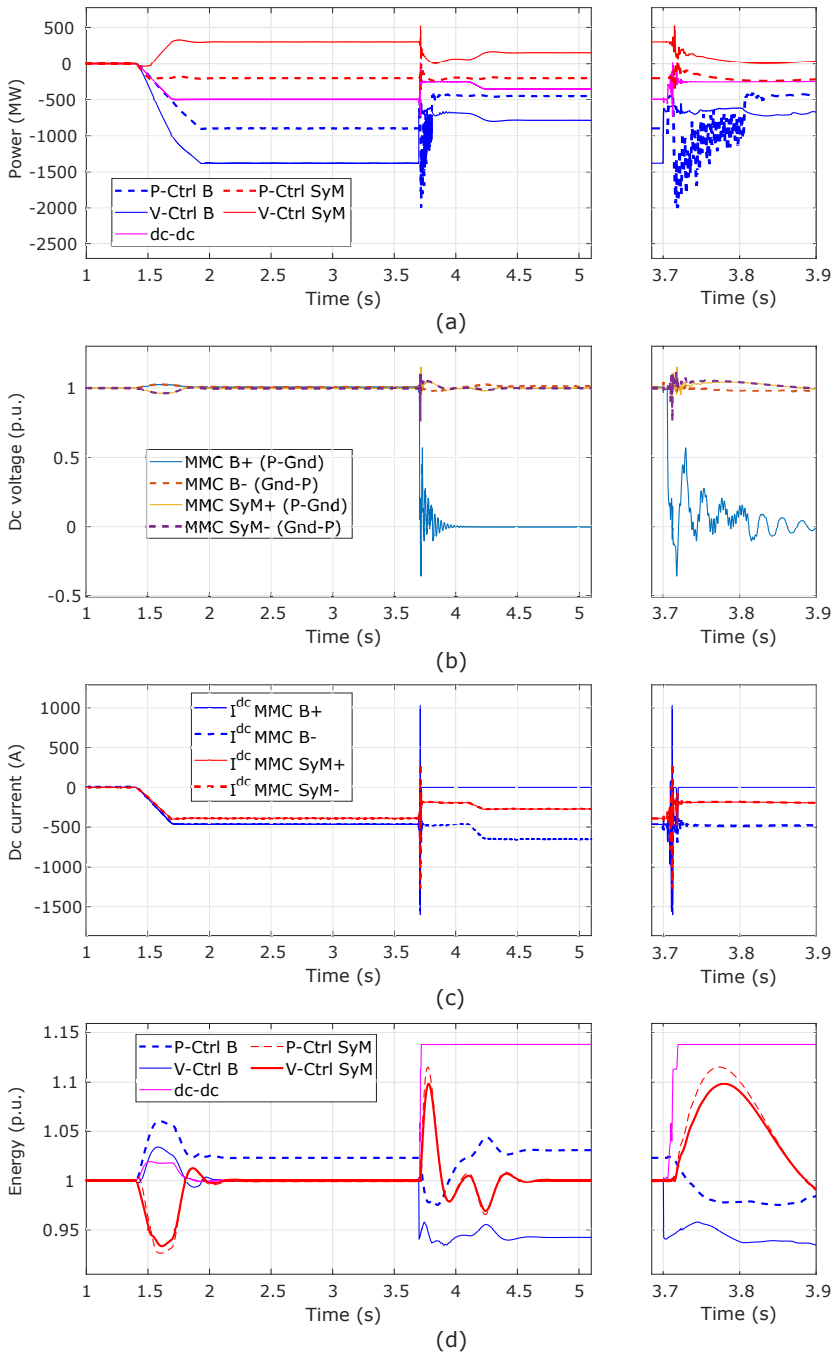 500
0
-500
-1000
-1500
-2000
-2500
Power (MW)
P-Ctrl B
P-Ctrl SyM
V-Ctrl B
V-Ctrl SyM
dc-dc
1 1.5 2 2.5 3 3.5 4 4.5 5
Time (s)
3.7 3.8 3.9
Time (s)
(a)
1
0.5
0
-0.5
Dc voltage (p.u.)
MMC B+ (P-Gnd)
MMC B- (Gnd-P)
MMC SyM+ (P-Gnd)
MMC SyM- (Gnd-P)
1 1.5 2 2.5 3 3.5 4 4.5 5
Time (s)
3.7 3.8 3.9
Time (s)
(b)
1000
500
0
-500
-1000
-1500
Dc current (A)
I^dc MMC B+
I^dc MMC B-
I^dc MMC SyM+
I^dc MMC SyM-
1 1.5 2 2.5 3 3.5 4 4.5 5
Time (s)
3.7 3.8 3.9
Time (s)
(c)
1.15
1.1
1.05
1
0.95
Energy (p.u.)
P-Ctrl B
P-Ctrl SyM
V-Ctrl B
V-Ctrl SyM
dc-dc
1 1.5 2 2.5 3 3.5 4 4.5 5
Time (s)
3.7 3.8 3.9
Time (s)
(d)